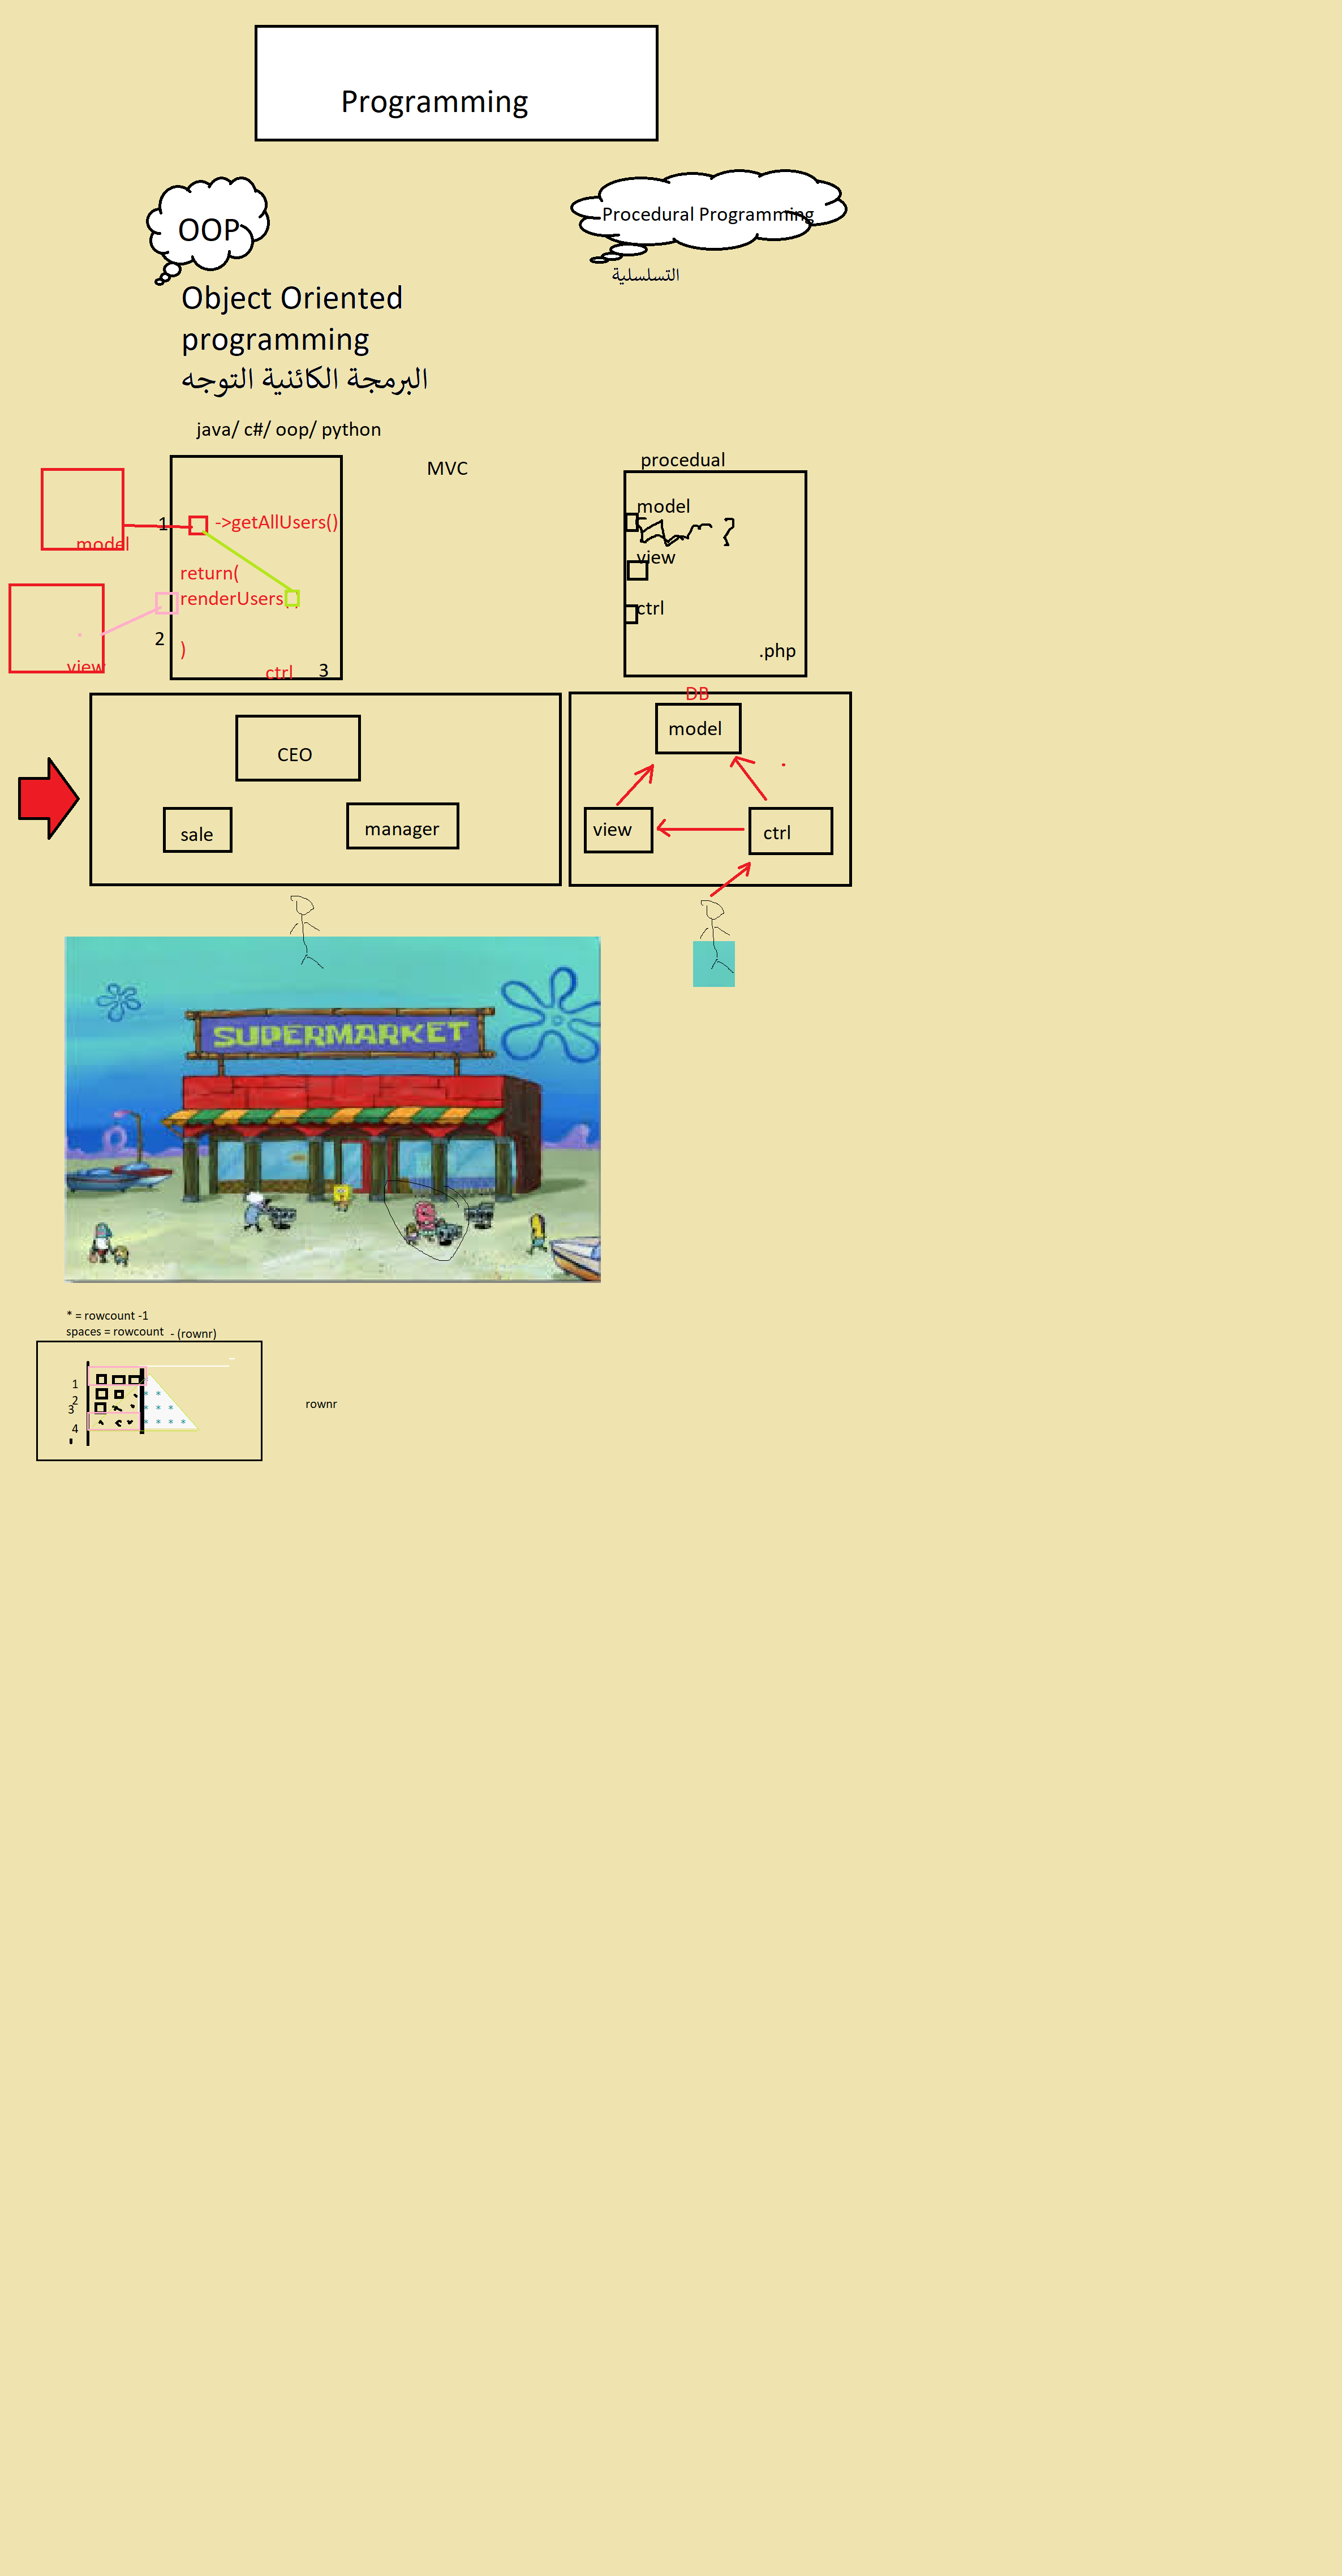 Programming
OOP
Procedural Programming
التسلسلية
Object Oriented
programming
البرمجة الكائنية التوجه
java/ c#/ oop/ python
MVC
procedual
model
1
->getAllUsers()
model
return(
renderUsers
view
2
)
view
ctrl
3
ctrl
.php
DB
CEO
model
sale
manager
view
ctrl
SUPERMARKET
* = rowcount -1
spaces = rowcount - (rownr)
1
2
3
4
* *
* * *
* * * *
rownr